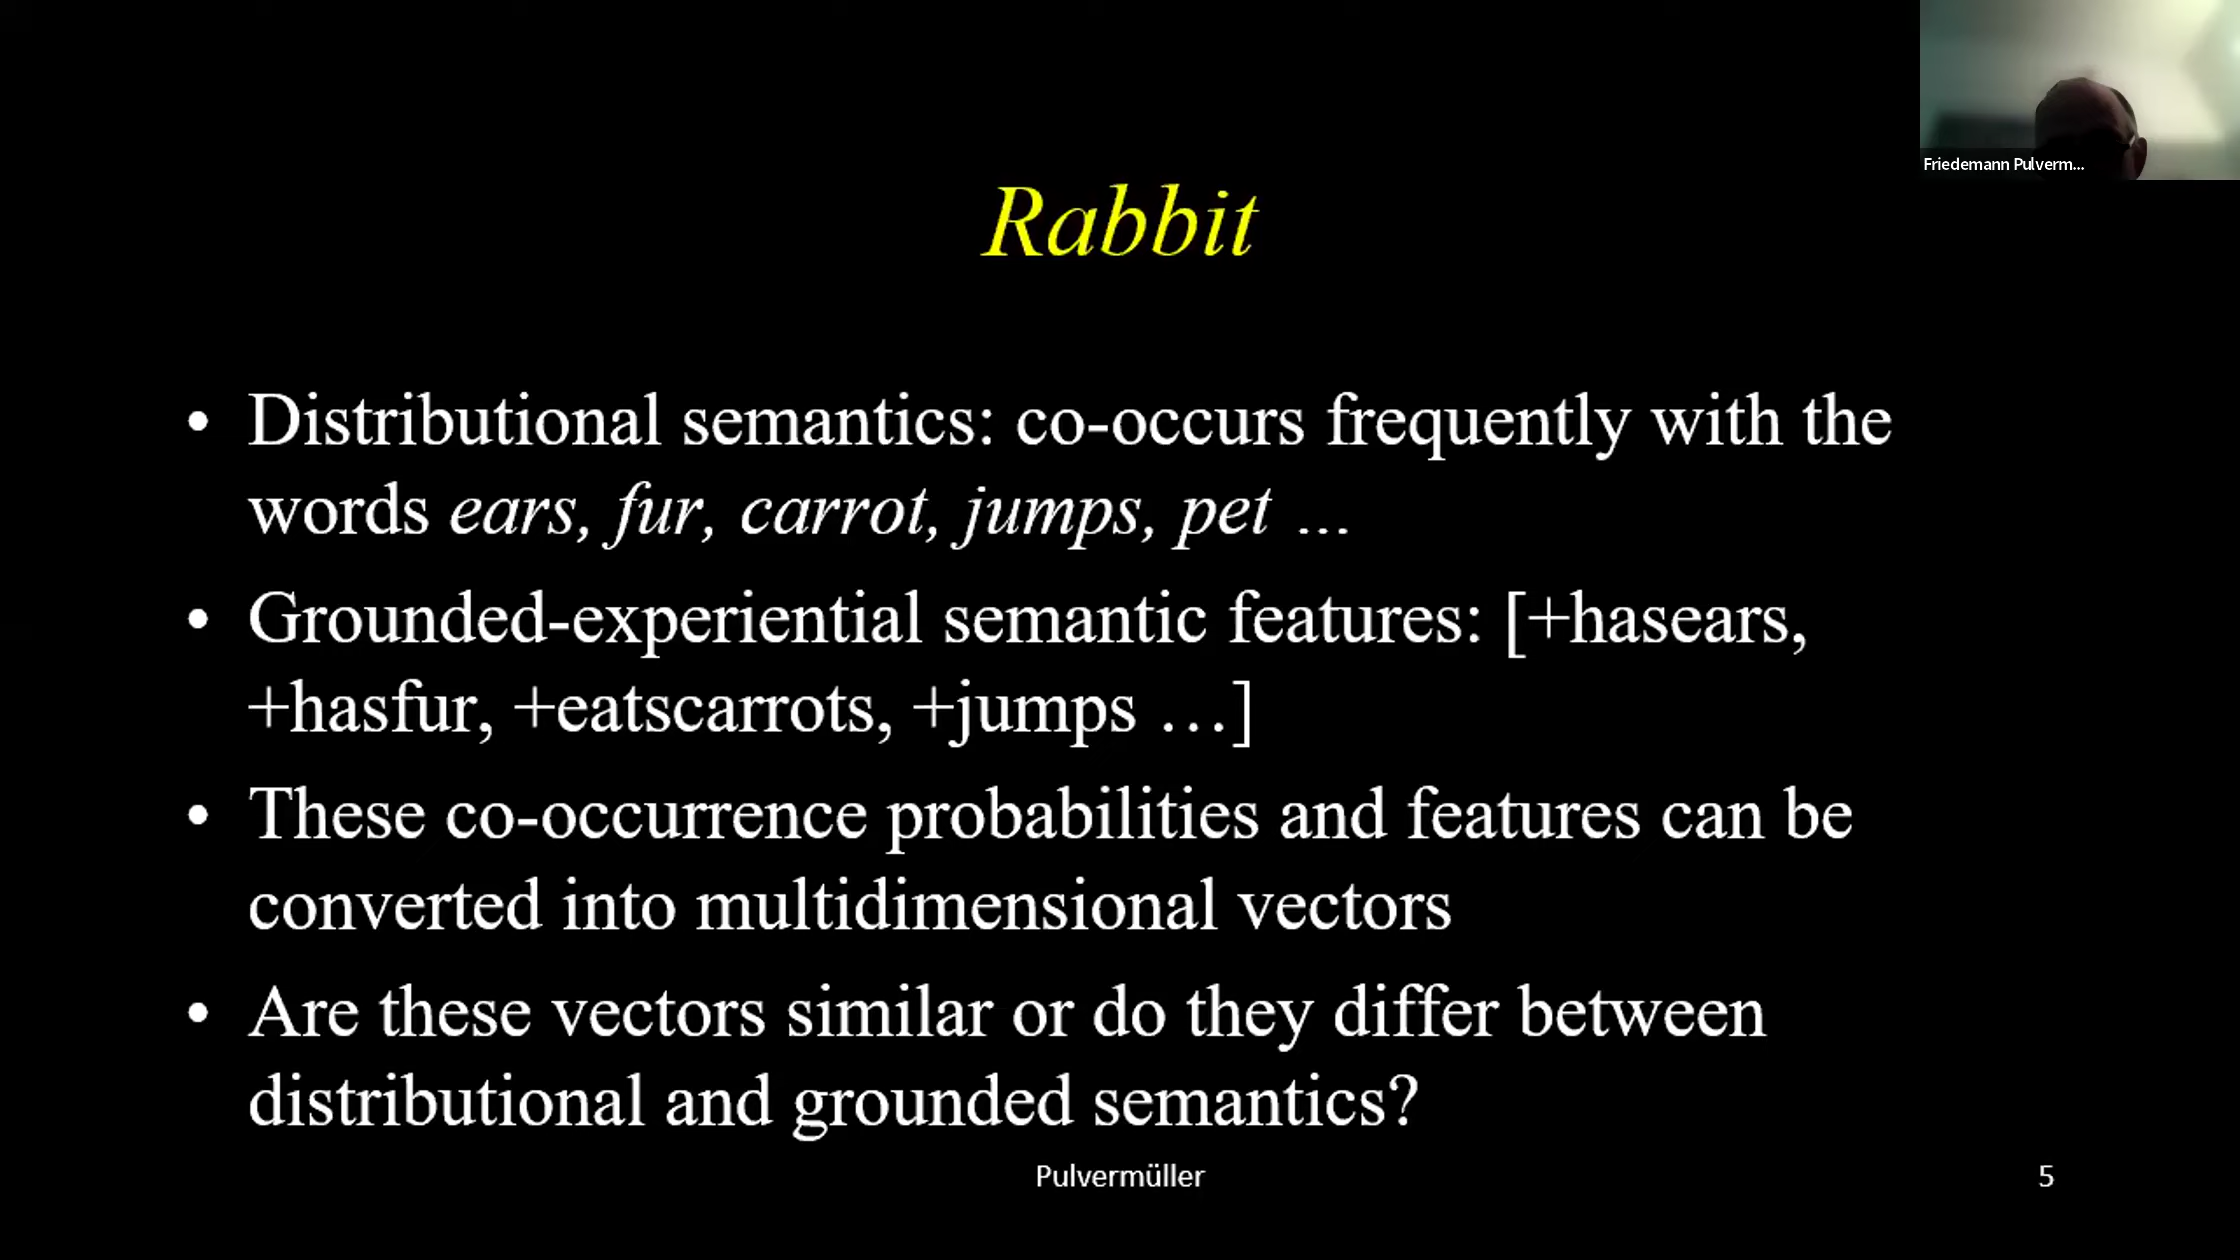 Friedemann Pulverm...
Rabbit
• Distributional semantics: co-occurs frequently with the
words ears, fur, carrot, jumps, pet ...
• Grounded-experiential semantic features: [+hasears,
+hasfur, +eatscarrots, +jumps …]
• These co-occurrence probabilities and features can be
converted into multidimensional vectors
• Are these vectors similar or do they differ between
distributional and grounded semantics?
Pulvermüller
5